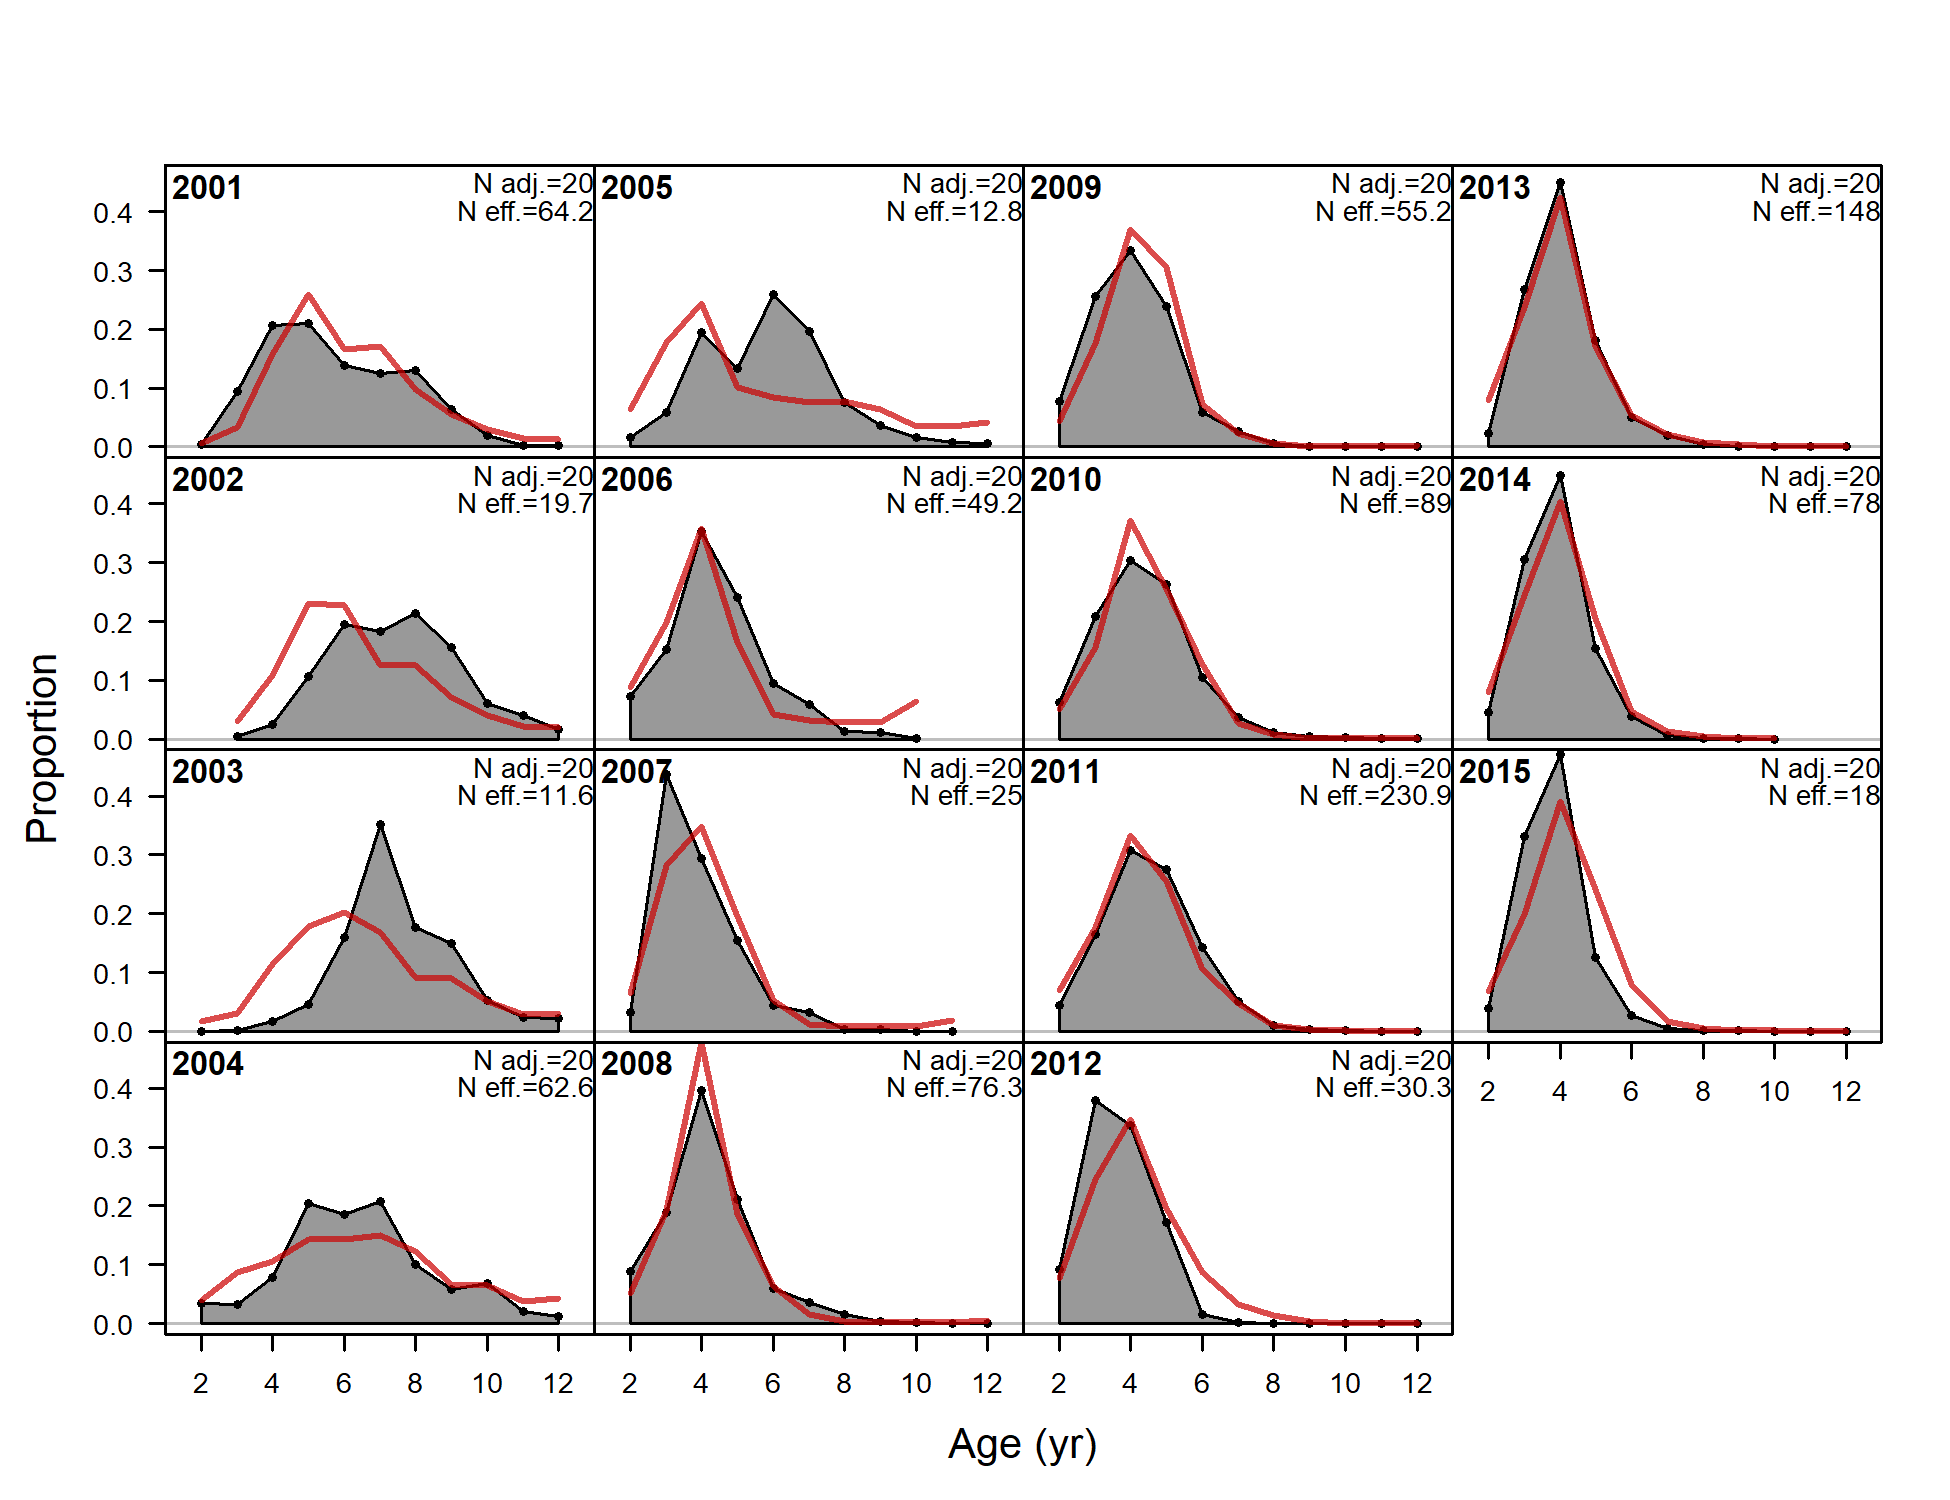 2001 N adj.=20
N eff.=64.2
2005 N adj.=20
N eff.=12.8
2009 N adj.=20
N eff.=55.2
2013 N adj.=20
N eff.=148
0.4
0.3
0.2
0.1
0.0
2002 N adj.=20
N eff.=19.7
2006 N adj.=20
N eff.=49.2
2010 N adj.=20
N eff.=89
2014 N adj.=20
N eff.=78
0.4
0.3
0.2
0.1
0.0
Proportion
2003 N adj.=20
N eff.=11.6
2007 N adj.=20
N eff.=25
2011 N adj.=20
N eff.=230.9
2015 N adj.=20
N eff.=18
0.4
0.3
0.2
0.1
0.0
2004 N adj.=20
N eff.=62.6
2008 N adj.=20
N eff.=76.3
2012 N adj.=20
N eff.=30.3
2 4 6 8 10 12
0.4
0.3
0.2
0.1
0.0
2 4 6 8 10 12
2 4 6 8 10 12
2 4 6 8 10 12
Age (yr)